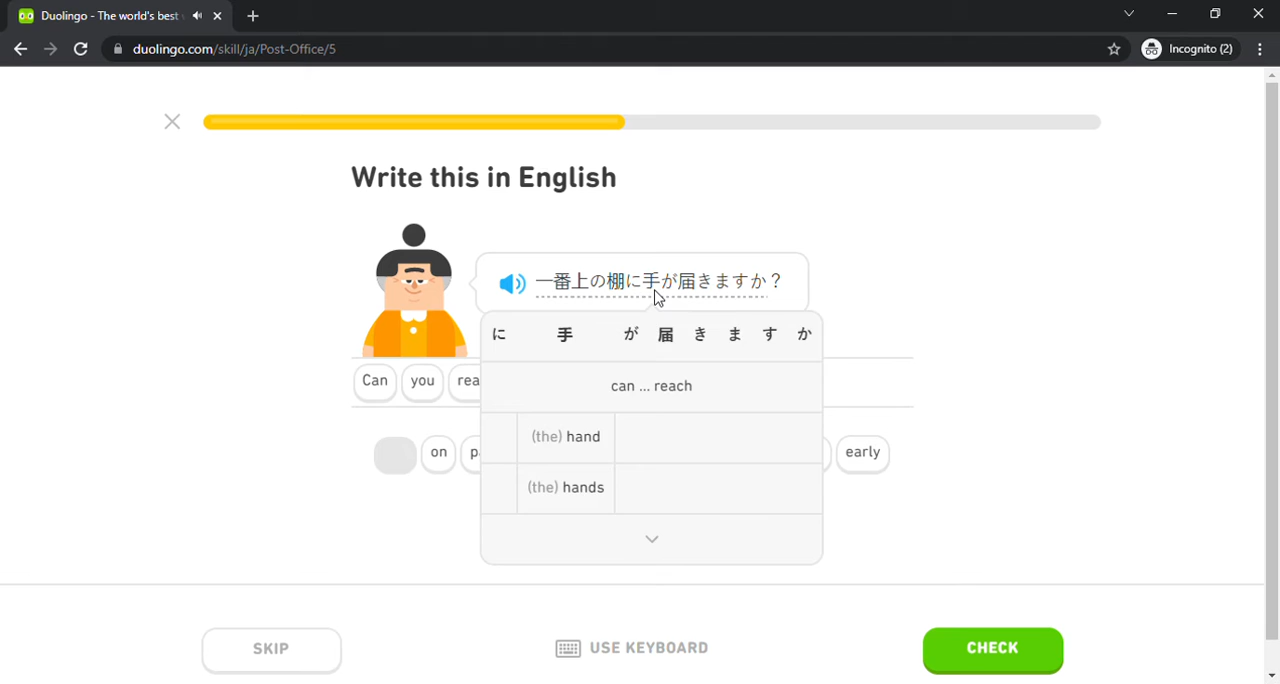 Duolingo - The world's best
duolingo.com/skill/ja/Post-Office/5
Incognito (2)
Write this in English
一番上の棚に手が届きますか？
に 手 が 届 き ま す か
can ... reach
(the) hand
(the) hands
Can you rea
on early
SKIP
USE KEYBOARD
CHECK